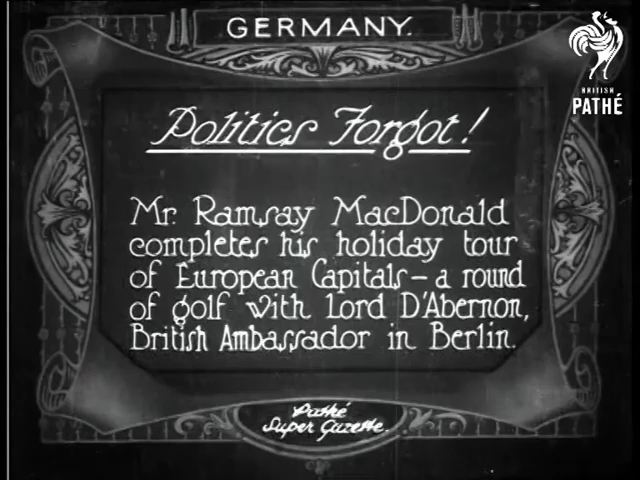 GERMANY.
BRITISH
PATHÉ
Politics Forgot!
Mr. Ramsay MacDonald
completes his holiday tour
of European Capitals — a round
of golf with Lord D'Abernon,
British Ambassador in Berlin.
Pathé
Super Gazette.